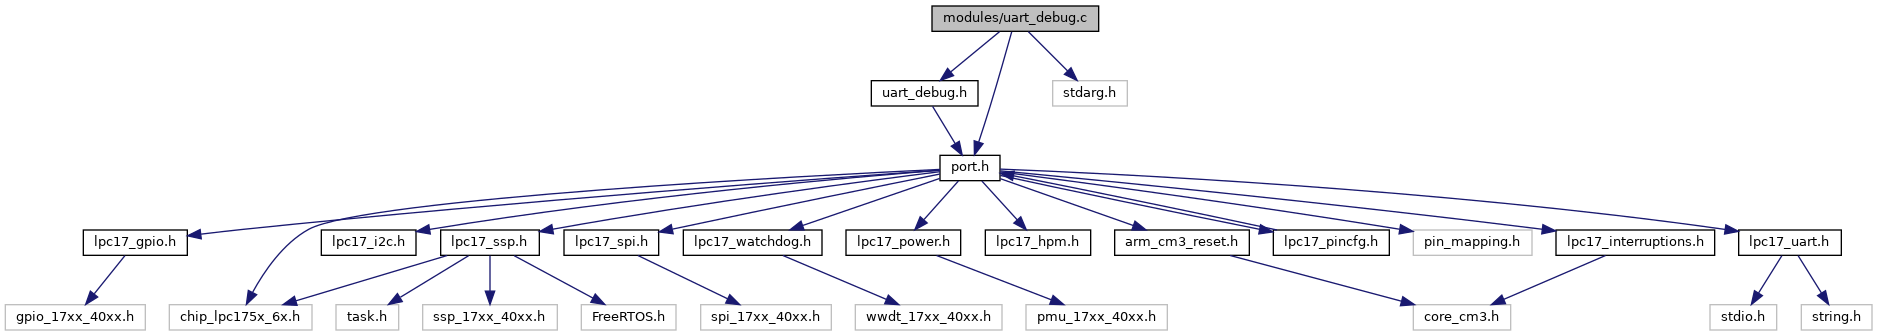 modules/uart_debug.c
uart_debug.h
stdarg.h
port.h
lpc17_gpio.h
lpc17_i2c.h
lpc17_ssp.h
lpc17_spi.h
lpc17_watchdog.h
lpc17_power.h
lpc17_hpm.h
arm_cm3_reset.h
lpc17_pincfg.h
pin_mapping.h
lpc17_interruptions.h
lpc17_uart.h
gpio_17xx_40xx.h
chip_lpc175x_6x.h
task.h
ssp_17xx_40xx.h
FreeRTOS.h
spi_17xx_40xx.h
wwdt_17xx_40xx.h
pmu_17xx_40xx.h
core_cm3.h
stdio.h
string.h